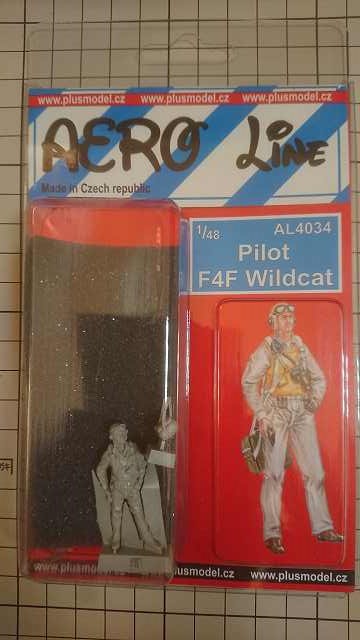 www.plusmodel.cz www.plusmodel.cz www.plusmodel.cz
AERO LINE
Made in Czech republic
1/48 AL4034
Pilot
F4F Wildcat
www.plusmodel.cz www.plusmodel.cz www.plusmodel.cz